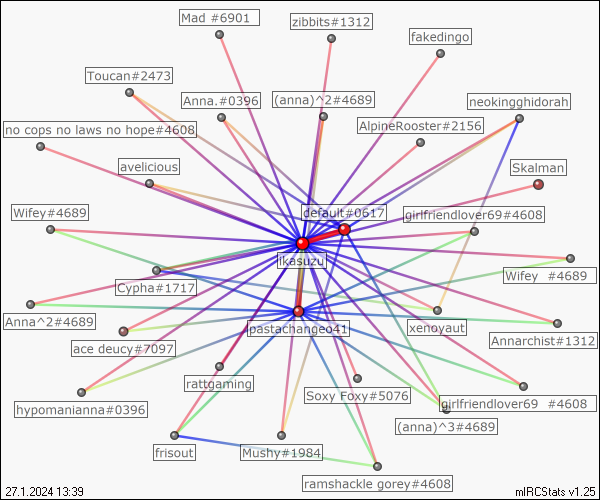 Mad #6901
zibbits#1312
fakedingo
Toucan#2473
Anna.#0396
(anna)^2#4689
neokingghidorah
no cops no laws no hope#4608
AlpineRooster#2156
avelicious
Skalman
Wifey#4689
default#0617
girlfriendlover69#4608
ikasuzu
Wifey #4689
Cypha#1717
Anna^2#4689
pastachangeo41
xenoyaut
Annarchist#1312
ace deucy#7097
rattgaming
Soxy Foxy#5076
hypomanianna#0396
girlfriendlover69 #4608
(anna)^3#4689
frisout
Mushy#1984
ramshackle gorey#4608
27.1.2024 13:39
mIRCStats v1.25